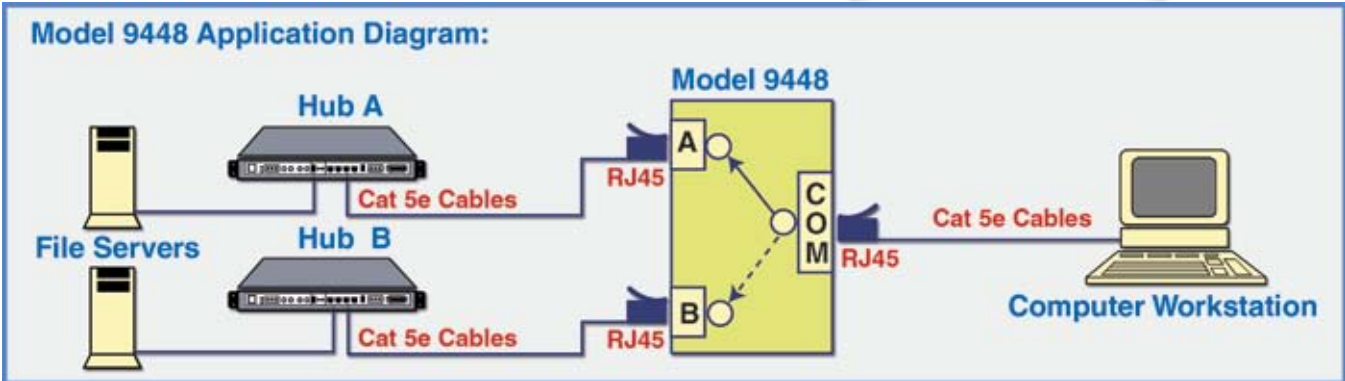 Model 9448 Application Diagram:
Model 9448
Hub A
A
RJ45
Cat 5e Cables
COM
RJ45
Cat 5e Cables
File Servers
Hub B
B
RJ45
Cat 5e Cables
Computer Workstation